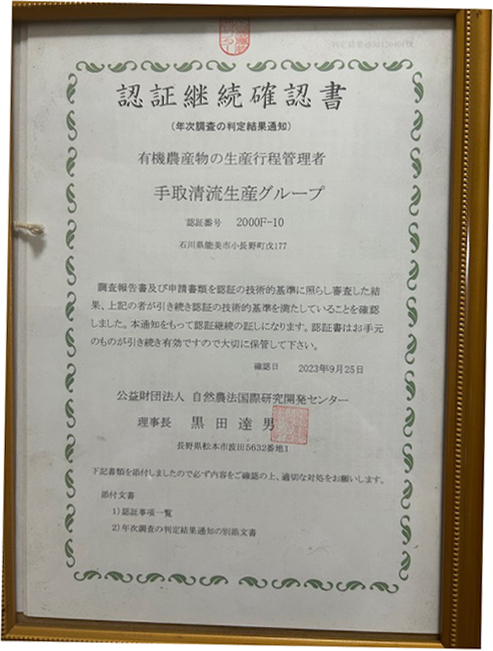 認証継続確認書
(年次調査の判定結果通知)
有機農産物の生産行程管理者
手取清流生産グループ
認証番号 2000F-10
石川県能美市小長野町戊177
調査報告書及び申請書類を認証の技術的基準に照らし審査した結
果、上記の者が引き続き認証の技術的基準を満たしていることを確認
しました。本通知をもって認証継続の証しになります。認証書はお手元
のものが引き続き有効ですので大切に保管して下さい。
確認日 2023年9月25日
公益財団法人 自然農法国際研究開発センター
理事長 黒田達男
長野県松本市波田5632番地1
下記書類を添付しましたので必ず内容をご確認の上、適切な対処をお願いします。
添付文書
1)認証事項一覧
2)年次調査の判定結果通知の別添文書